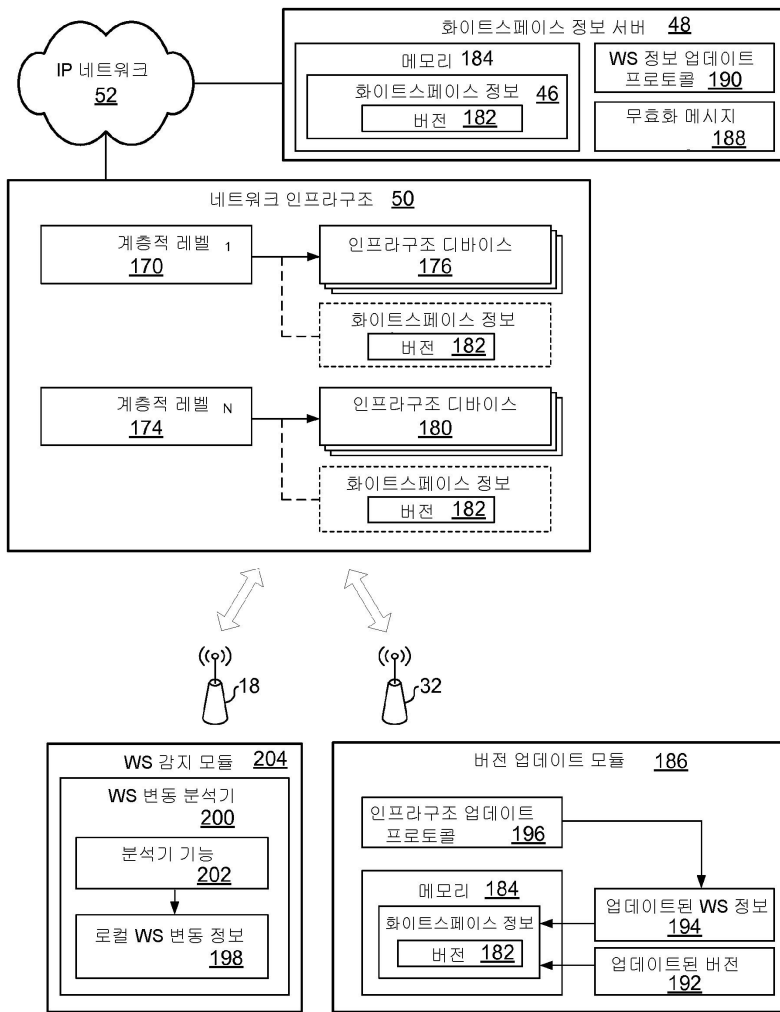 화이트스페이스 정보 서버 48
IP 네트워크
52
메모리 184
화이트스페이스 정보 46
버전 182
WS 정보 업데이트
프로토콜 190
무효화 메시지
188
네트워크 인프라구조 50
계층적 레벨 1
170
인프라구조 디바이스
176
화이트스페이스 정보
버전 182
계층적 레벨 N
174
인프라구조 디바이스
180
화이트스페이스 정보
버전 182
18
32
WS 감지 모듈 204
WS 변동 분석기
200
분석기 기능
202
로컬 WS 변동 정보
198
버전 업데이트 모듈 186
인프라구조 업데이트
프로토콜 196
메모리 184
화이트스페이스 정보
버전 182
업데이트된 WS 정보
194
업데이트된 버전
192